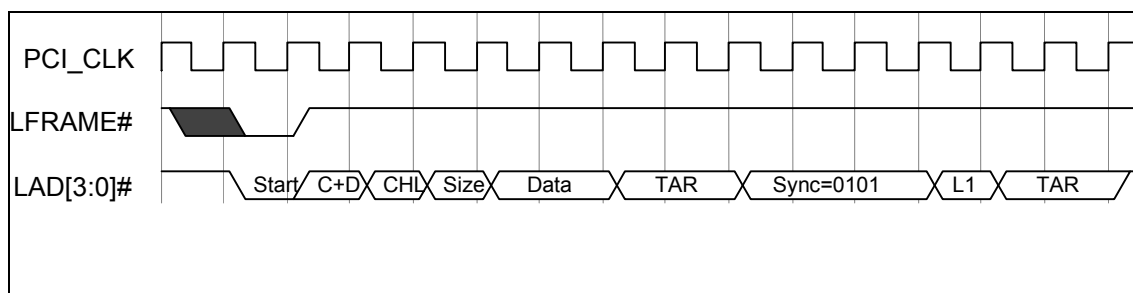 PCI_CLK
LFRAME#
LAD[3:0]# Start C+D CHL Size Data TAR Sync=0101 L1 TAR